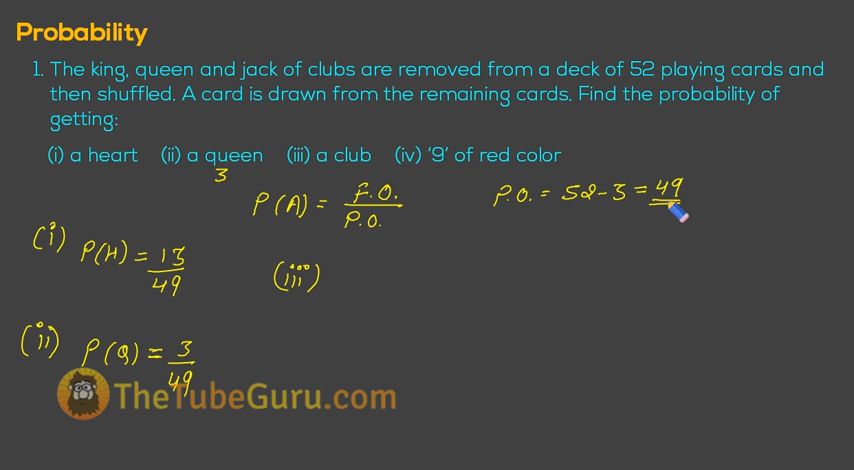 Probability
1. The king, queen and jack of clubs are removed from a deck of 52 playing cards and
then shuffled. A card is drawn from the remaining cards. Find the probability of
getting:
(i) a heart (ii) a queen (iii) a club (iv) '9' of red color
3
P(A) = F.O. / P.O.
P.O. = 52 - 3 = 49
(i) P(H) = 13 / 49
(iii)
(ii) P(Q) = 3 / 49
TheTubeGuru.com